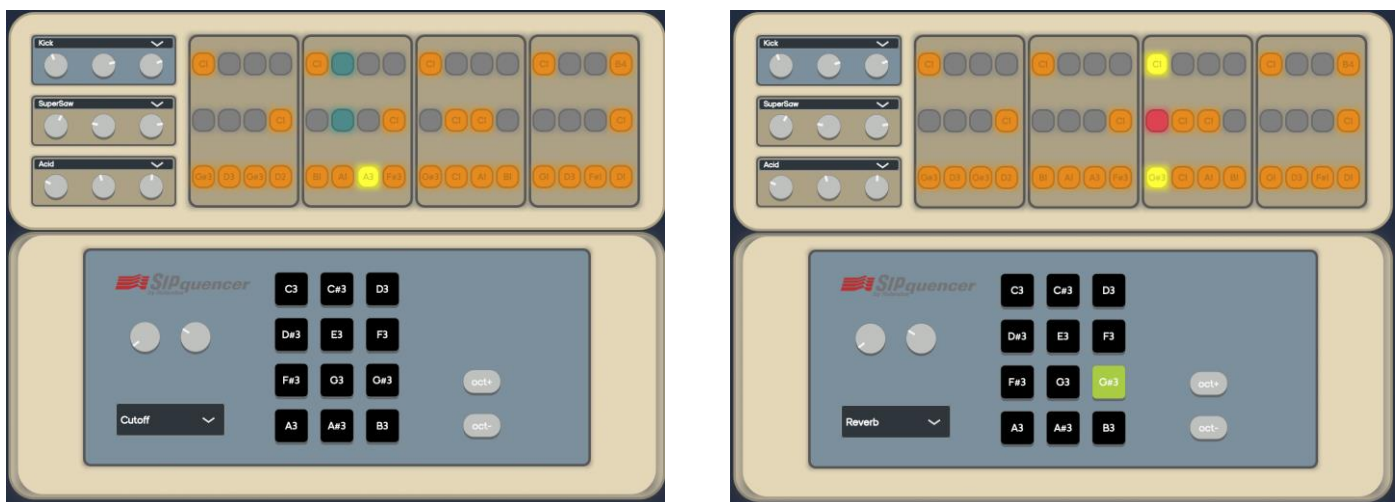 Kick
C1 C1 C1 C1 B4
SuperSaw
C1 C1 C1 C1 C1
Acid
G#3 D3 G#3 D2 B1 A1 A3 F#3 G#3 C1 A1 B1 G1 D3 F#1 D1
SIPquencer
C3 C#3 D3
D#3 E3 F3
F#3 G3 G#3
oct+
Cutoff
A3 A#3 B3
oct-
Kick
C1 C1 C1 C1 B4
SuperSaw
C1 C1 C1 C1 C1
Acid
G#3 D3 G#3 D2 B1 A1 A3 F#3 G#3 C1 A1 B1 G1 D3 F#1 D1
SIPquencer
C3 C#3 D3
D#3 E3 F3
F#3 G3 G#3
oct+
Reverb
A3 A#3 B3
oct-